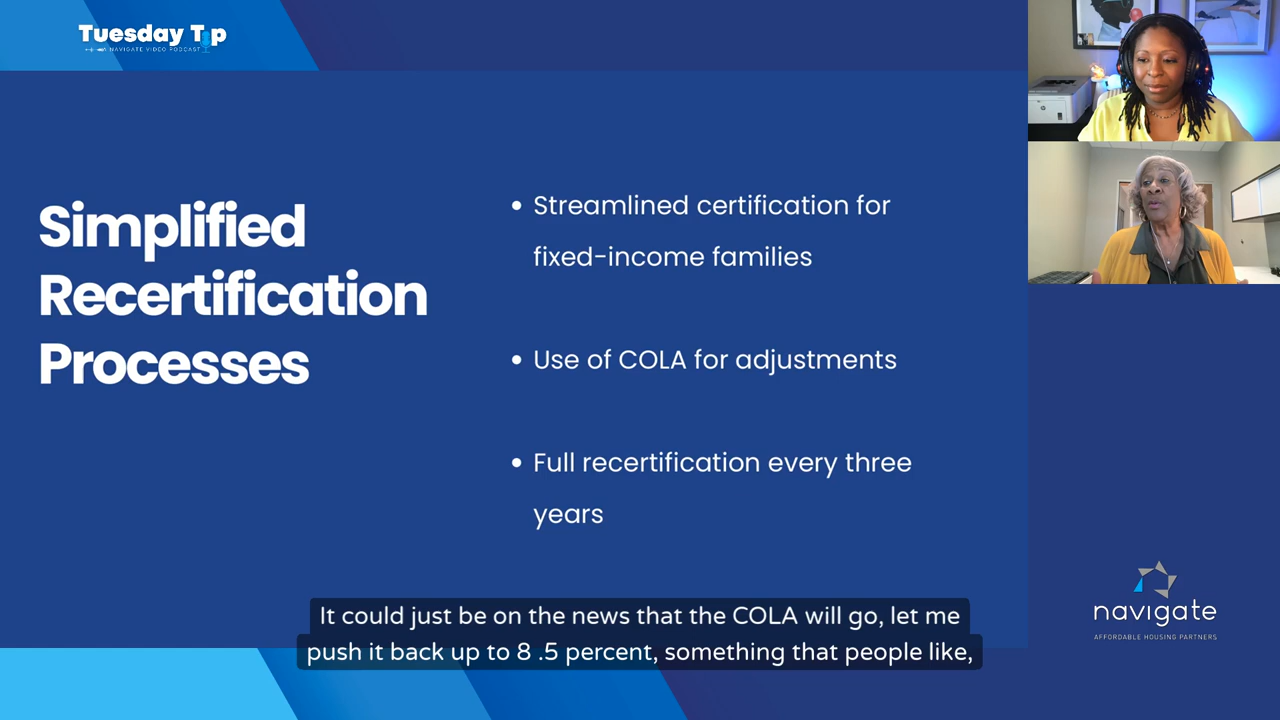 Tuesday Tip
NAVIGATE VIDEO PODCAST
Simplified
Recertification
Processes
• Streamlined certification for
fixed-income families
• Use of COLA for adjustments
• Full recertification every three
years
It could just be on the news that the COLA will go, let me
push it back up to 8 .5 percent, something that people like,
navigate
AFFORDABLE HOUSING PARTNERS